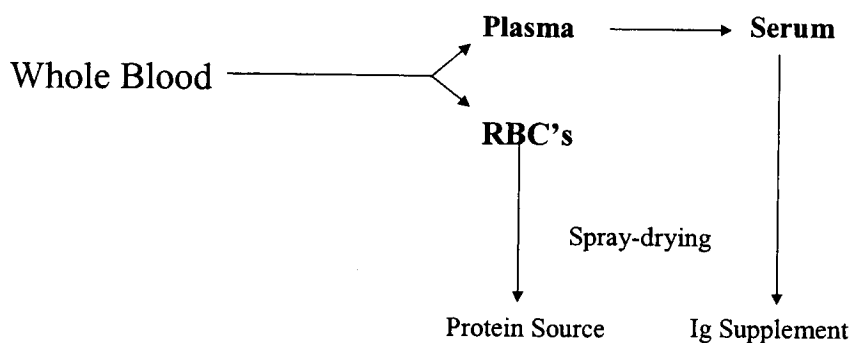 Plasma
Serum
Whole Blood
RBC's
Spray-drying
Protein Source
Ig Supplement